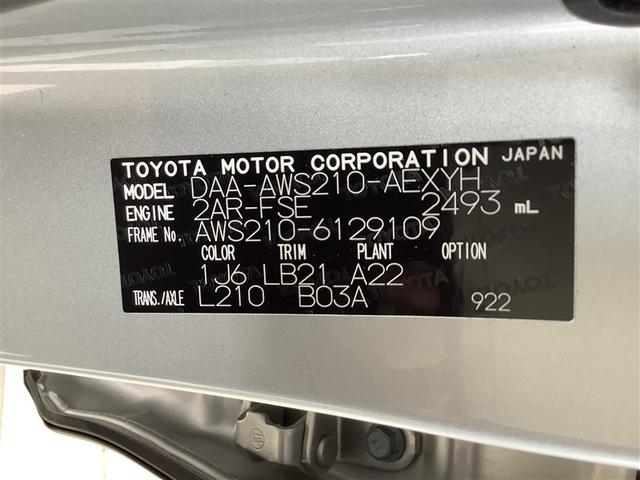 TOYOTA MOTOR CORPORATION JAPAN
MODEL DAA-AWS210-AEXYH
ENGINE 2AR-FSE 2493 mL
FRAME No. AWS210-6129109
COLOR TRIM PLANT OPTION
1J6 LB21 A22
TRANS./AXLE L210 B03A 922